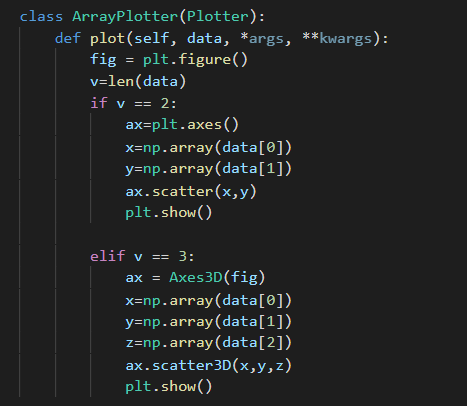 class ArrayPlotter(Plotter):
    def plot(self, data, *args, **kwargs):
        fig = plt.figure()
        v=len(data)
        if v == 2:
            ax=plt.axes()
            x=np.array(data[0])
            y=np.array(data[1])
            ax.scatter(x,y)
            plt.show()

        elif v == 3:
            ax = Axes3D(fig)
            x=np.array(data[0])
            y=np.array(data[1])
            z=np.array(data[2])
            ax.scatter3D(x,y,z)
            plt.show()